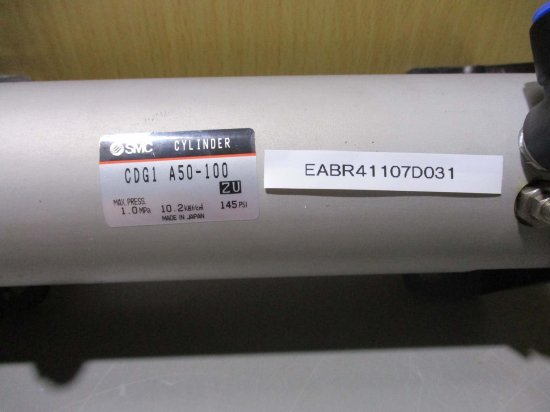 SMC CYLINDER
CDG1 A50-100
ZU
MAX.PRESS.
1.0MPa 10.2kgf/cm² 145PSI
MADE IN JAPAN
EABR41107D031